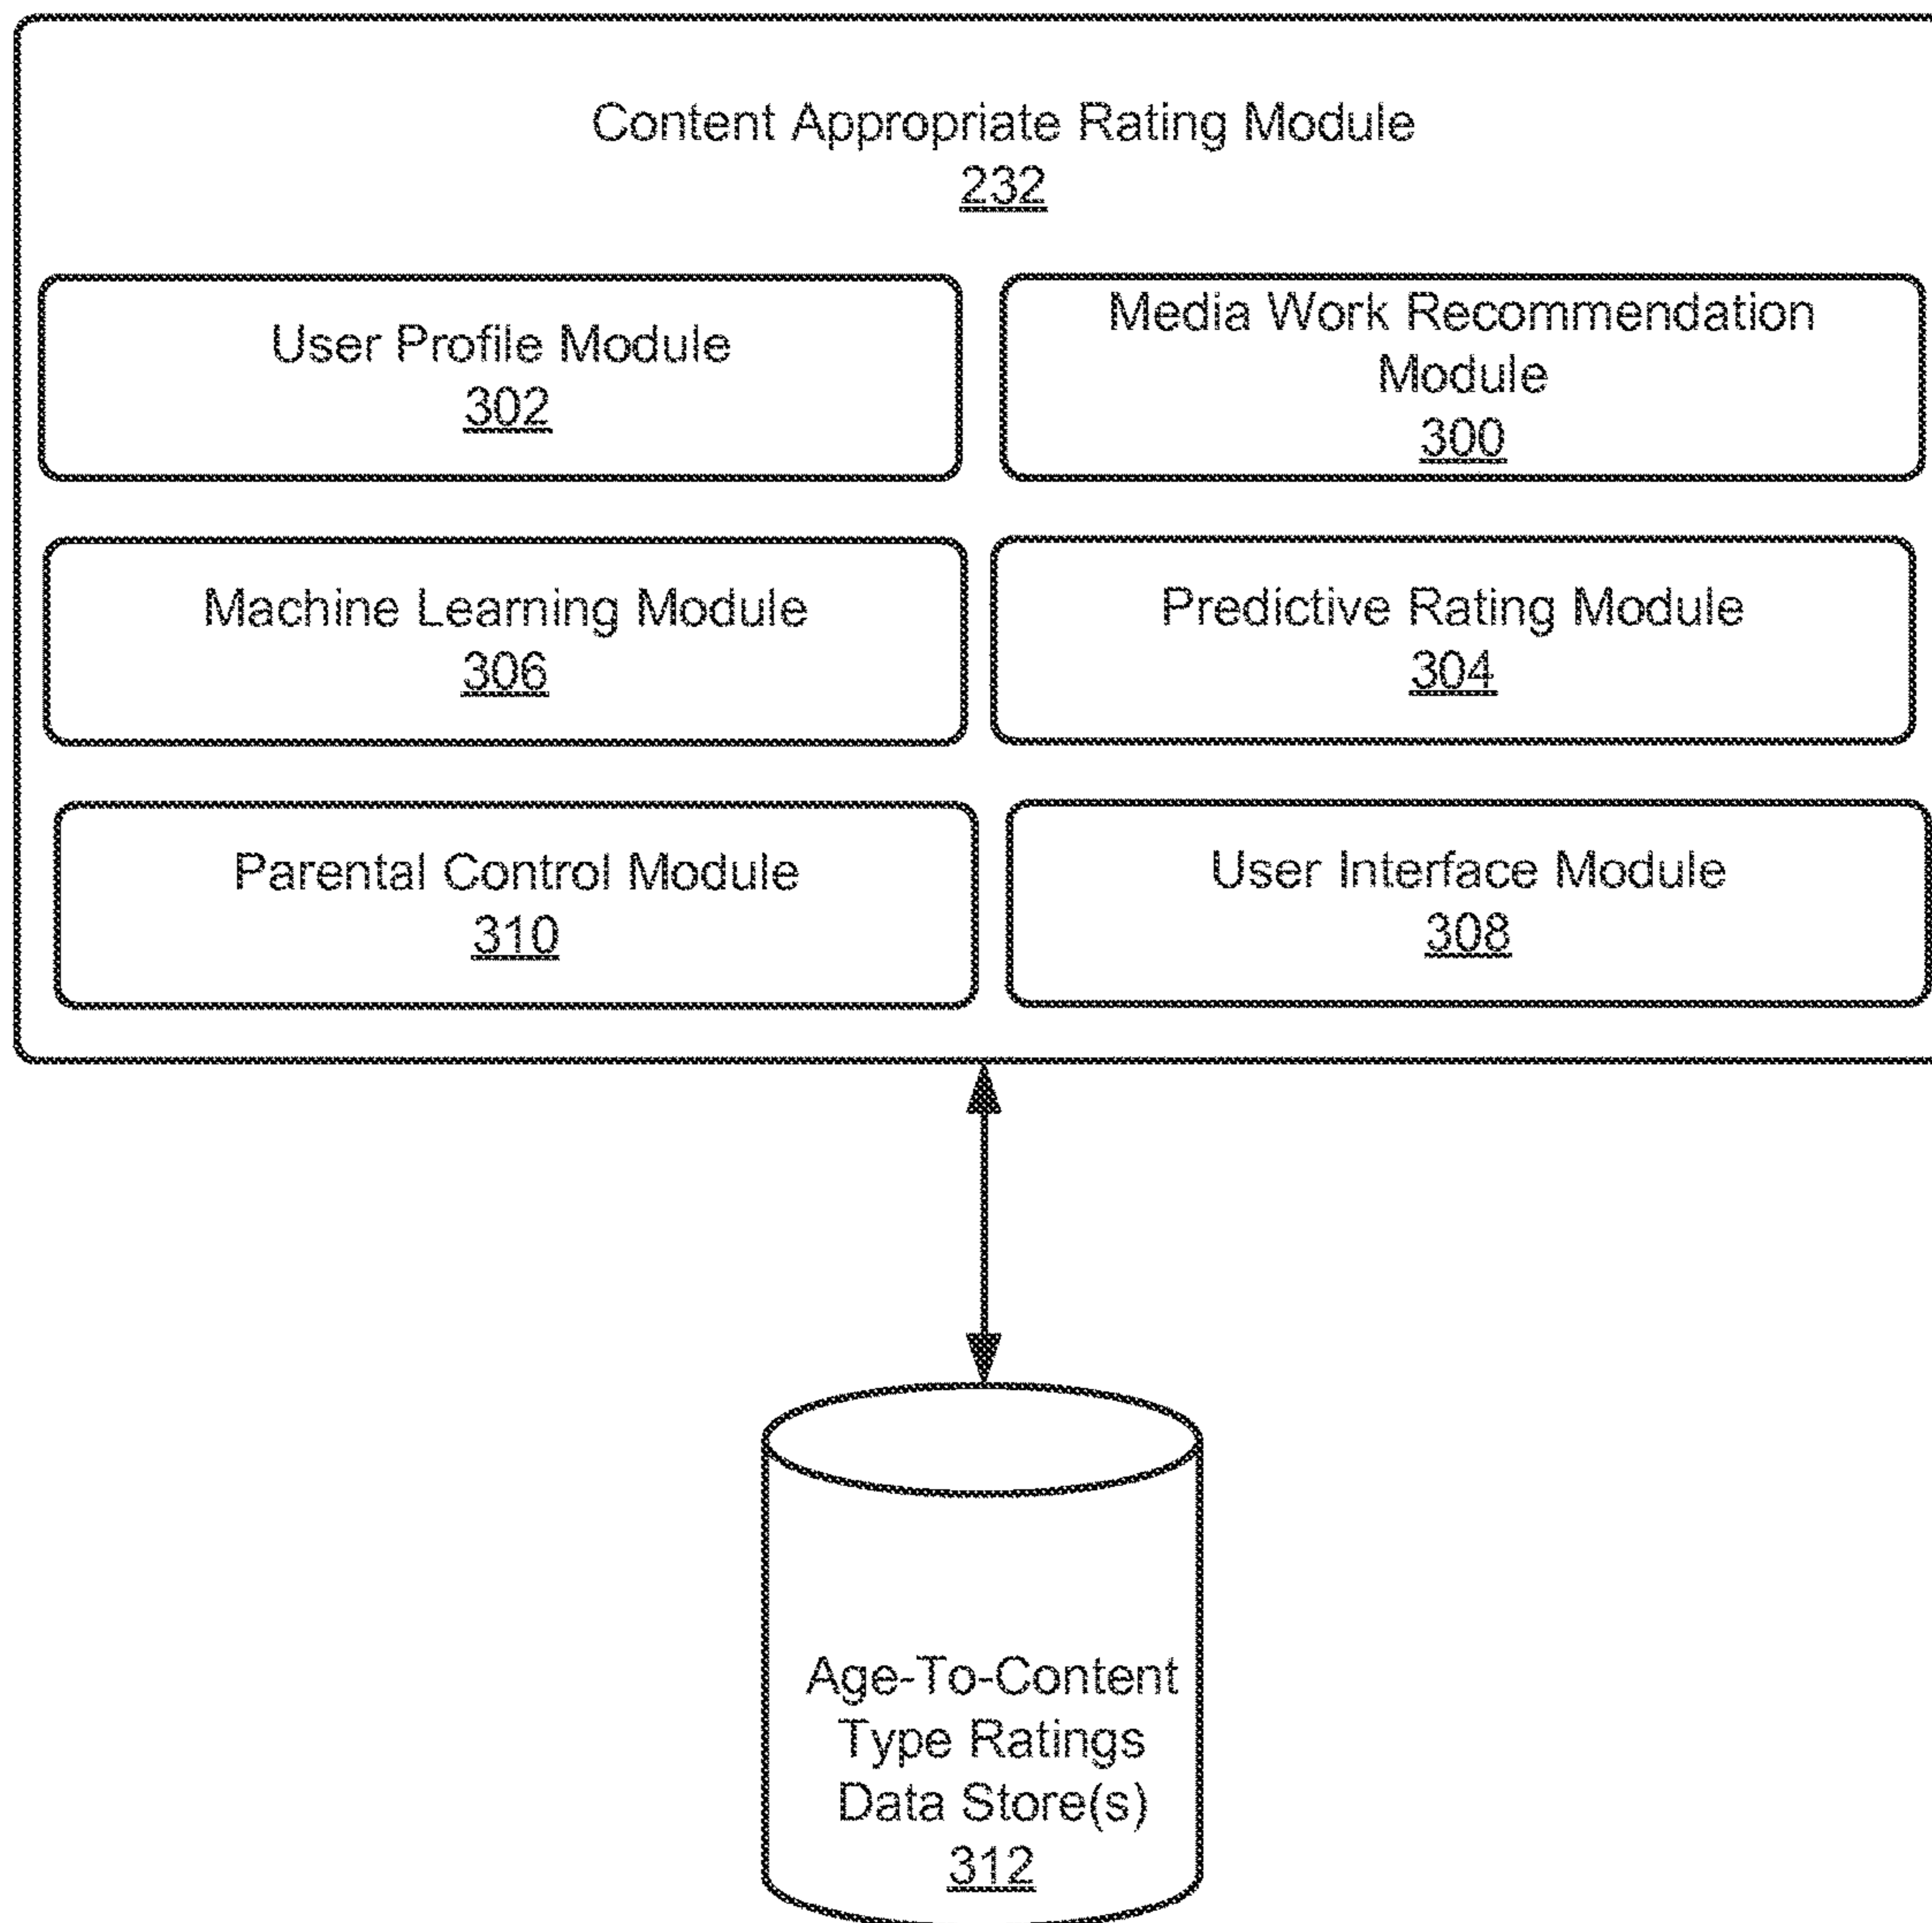 Content Appropriate Rating Module
232
User Profile Module
302
Media Work Recommendation
Module
300
Machine Learning Module
306
Predictive Rating Module
304
Parental Control Module
310
User Interface Module
308
Age-To-Content
Type Ratings
Data Store(s)
312